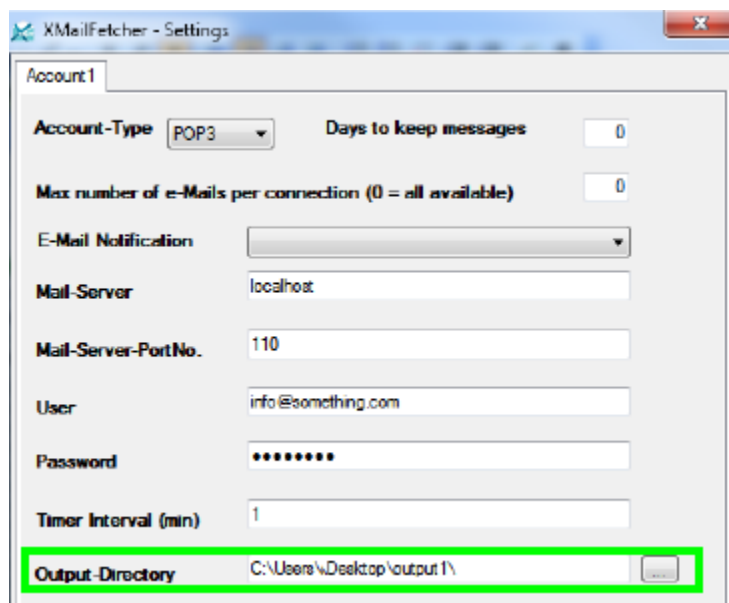 XMailFetcher - Settings
Account1
Account-Type POP3 Days to keep messages 0
Max number of e-Mails per connection (0 = all available) 0
E-Mail Notification
Mail-Server localhost
Mail-Server-PortNo. 110
User info@something.com
Password ••••••••
Timer Interval (min) 1
Output-Directory C:\Users\.Desktop\output1\ ...